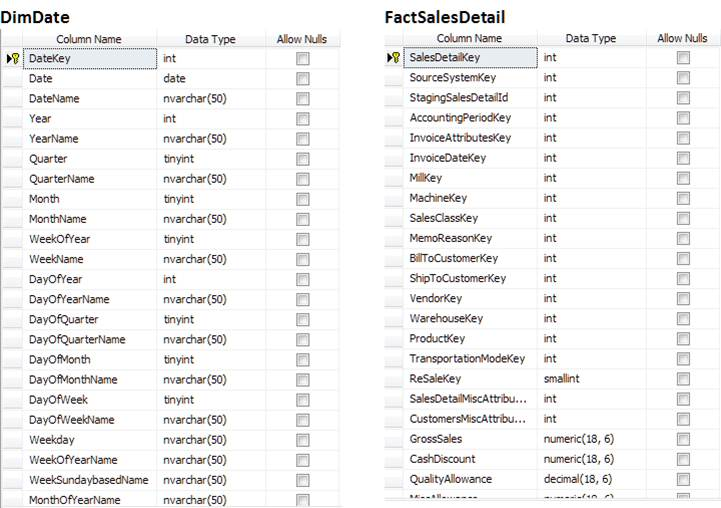 DimDate
Column Name Data Type Allow Nulls
DateKey int
Date date
DateName nvarchar(50)
Year int
YearName nvarchar(50)
Quarter tinyint
QuarterName nvarchar(50)
Month tinyint
MonthName nvarchar(50)
WeekOfYear tinyint
WeekName nvarchar(50)
DayOfYear int
DayOfYearName nvarchar(50)
DayOfQuarter tinyint
DayOfQuarterName nvarchar(50)
DayOfMonth tinyint
DayOfMonthName nvarchar(50)
DayOfWeek tinyint
DayOfWeekName nvarchar(50)
Weekday nvarchar(50)
WeekOfYearName nvarchar(50)
WeekSundaybasedName nvarchar(50)
MonthOfYearName nvarchar(50)
FactSalesDetail
Column Name Data Type Allow Nulls
SalesDetailKey int
SourceSystemKey int
StagingSalesDetailId int
AccountingPeriodKey int
InvoiceAttributesKey int
InvoiceDateKey int
MillKey int
MachineKey int
SalesClassKey int
MemoReasonKey int
BillToCustomerKey int
ShipToCustomerKey int
VendorKey int
WarehouseKey int
ProductKey int
TransportationModeKey int
ReSaleKey smallint
SalesDetailMiscAttribu... int
CustomersMiscAttribu... int
GrossSales numeric(18, 6)
CashDiscount numeric(18, 6)
QualityAllowance decimal(18, 6)